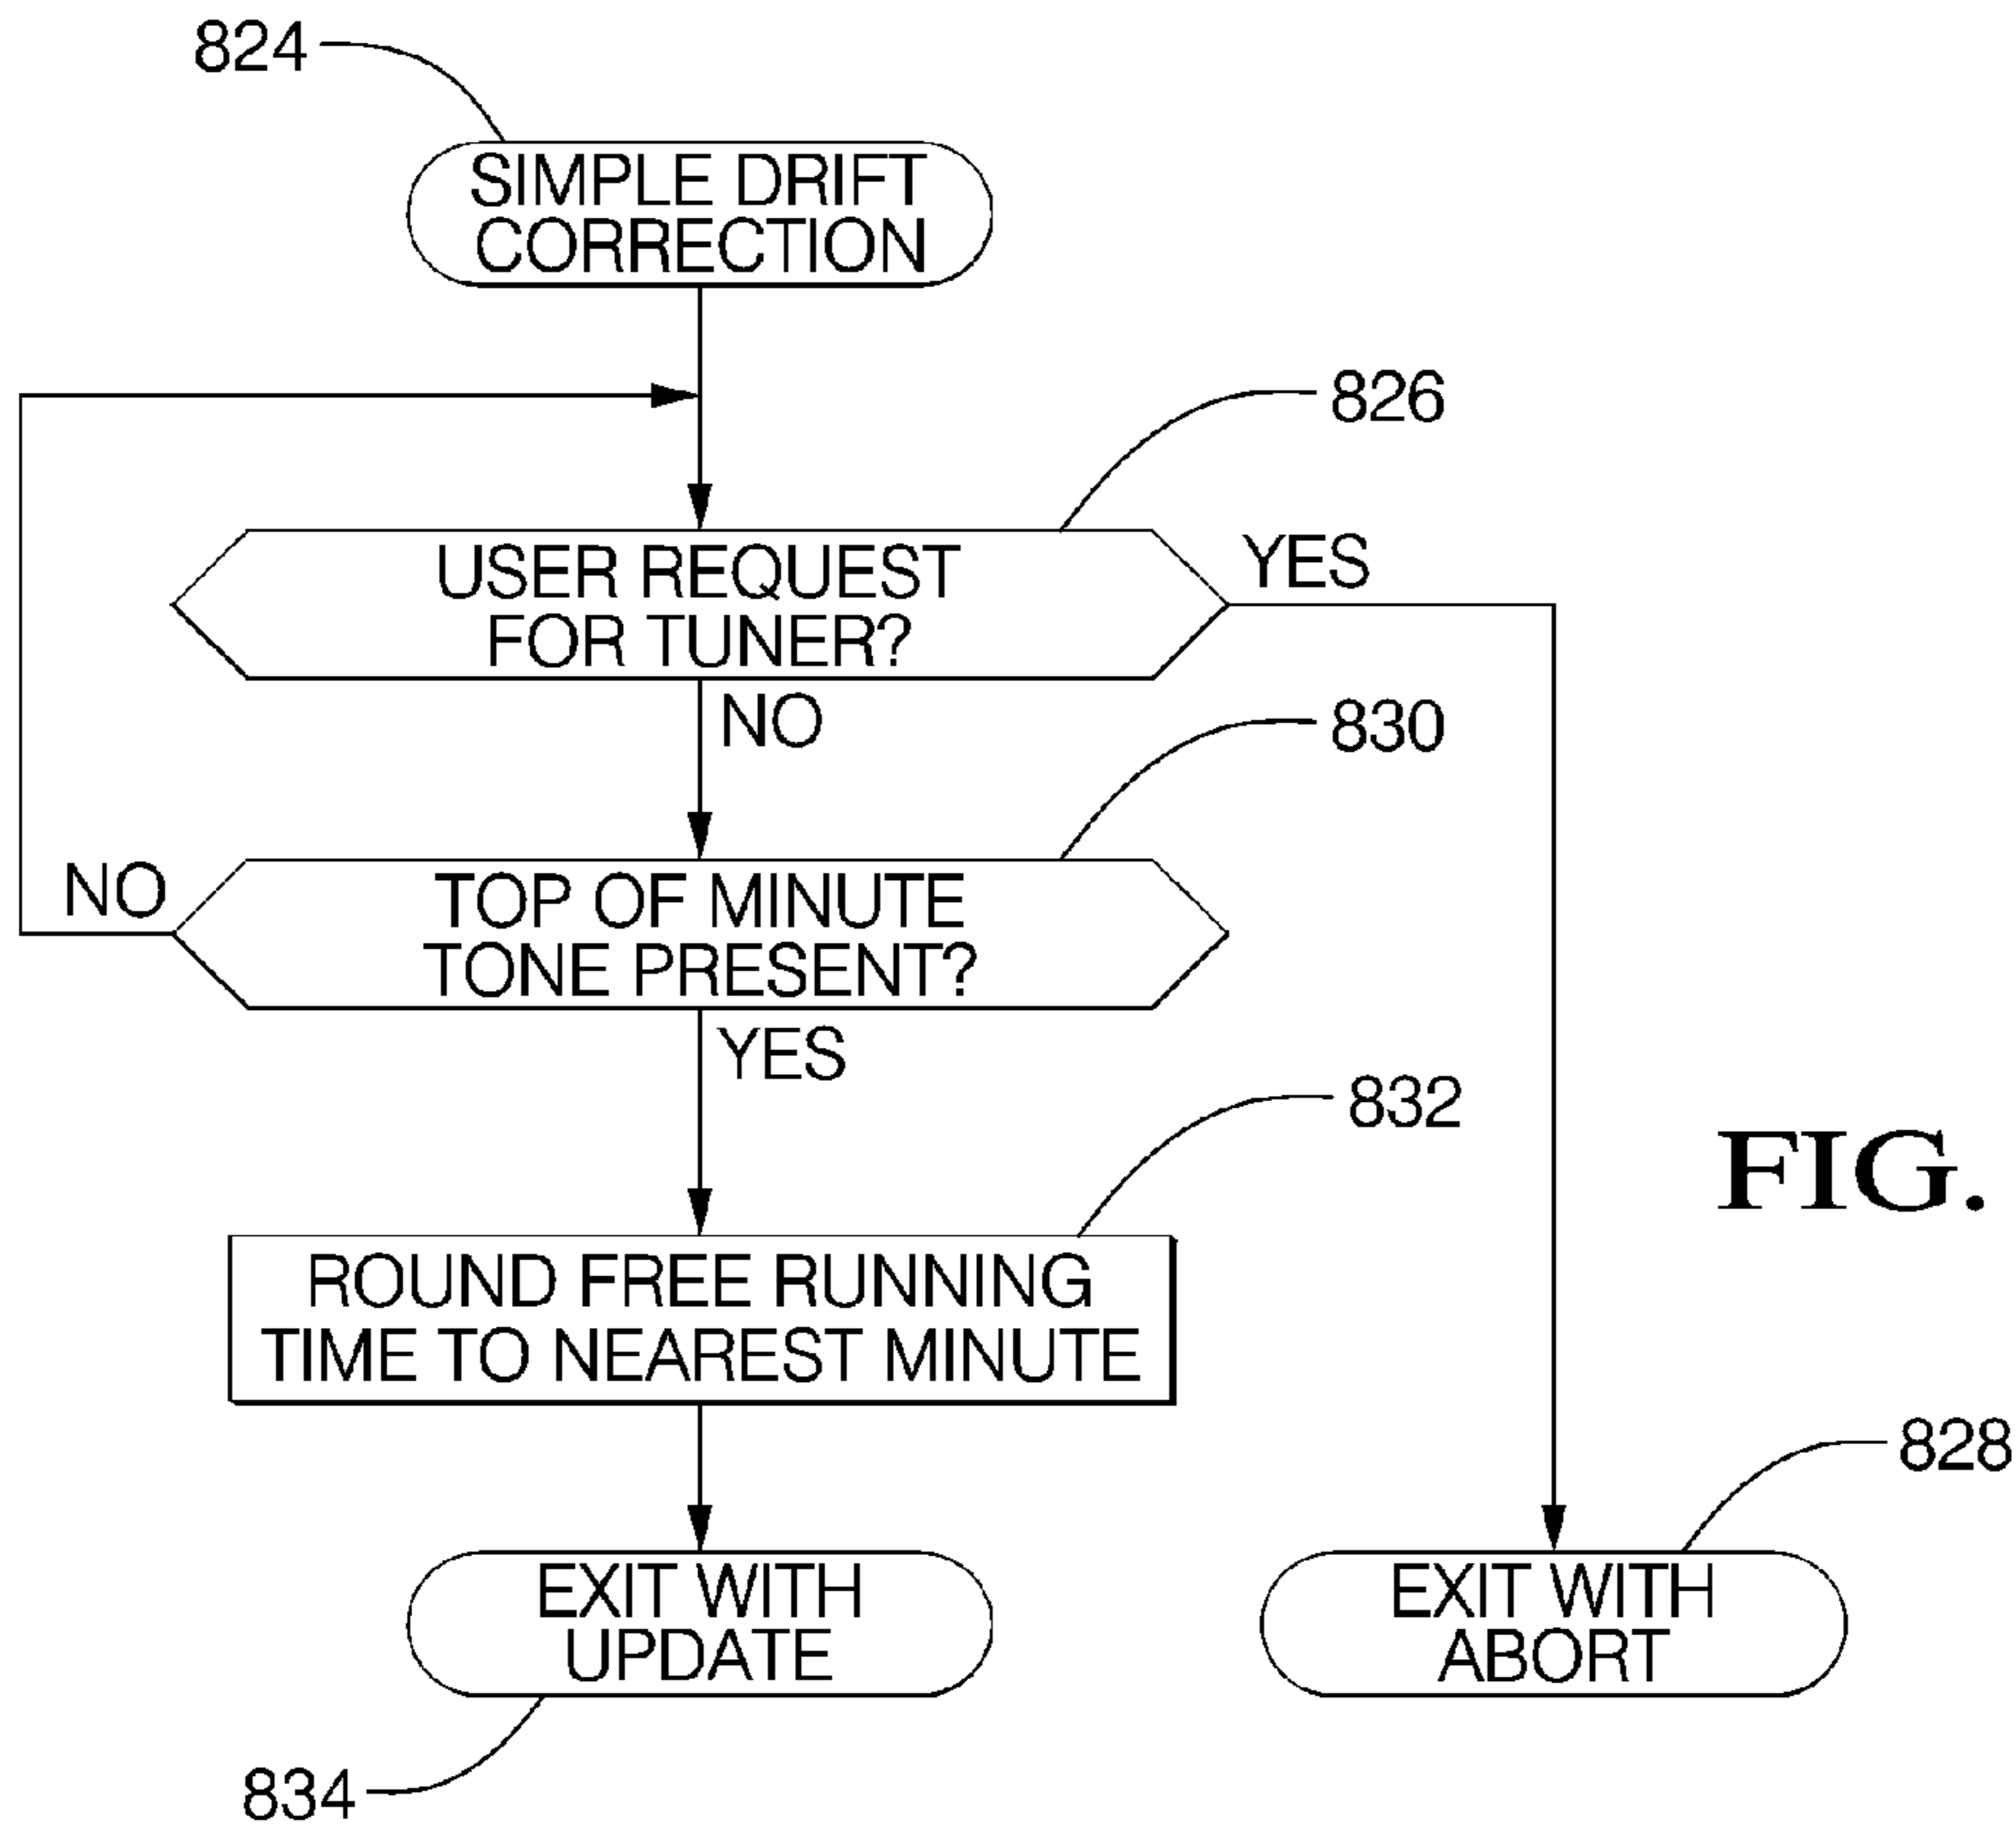 824
SIMPLE DRIFT
CORRECTION
826
USER REQUEST
FOR TUNER?
YES
NO
830
TOP OF MINUTE
TONE PRESENT?
NO
YES
832
ROUND FREE RUNNING
TIME TO NEAREST MINUTE
FIG.
828
EXIT WITH
UPDATE
EXIT WITH
ABORT
834